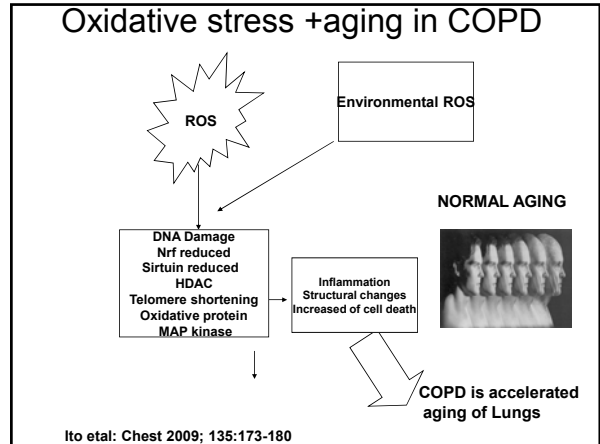 Oxidative stress +aging in COPD
ROS
Environmental ROS
NORMAL AGING
DNA Damage
Nrf reduced
Sirtuin reduced
HDAC
Telomere shortening
Oxidative protein
MAP kinase
Inflammation
Structural changes
Increased of cell death
COPD is accelerated
aging of Lungs
Ito etal: Chest 2009; 135:173-180